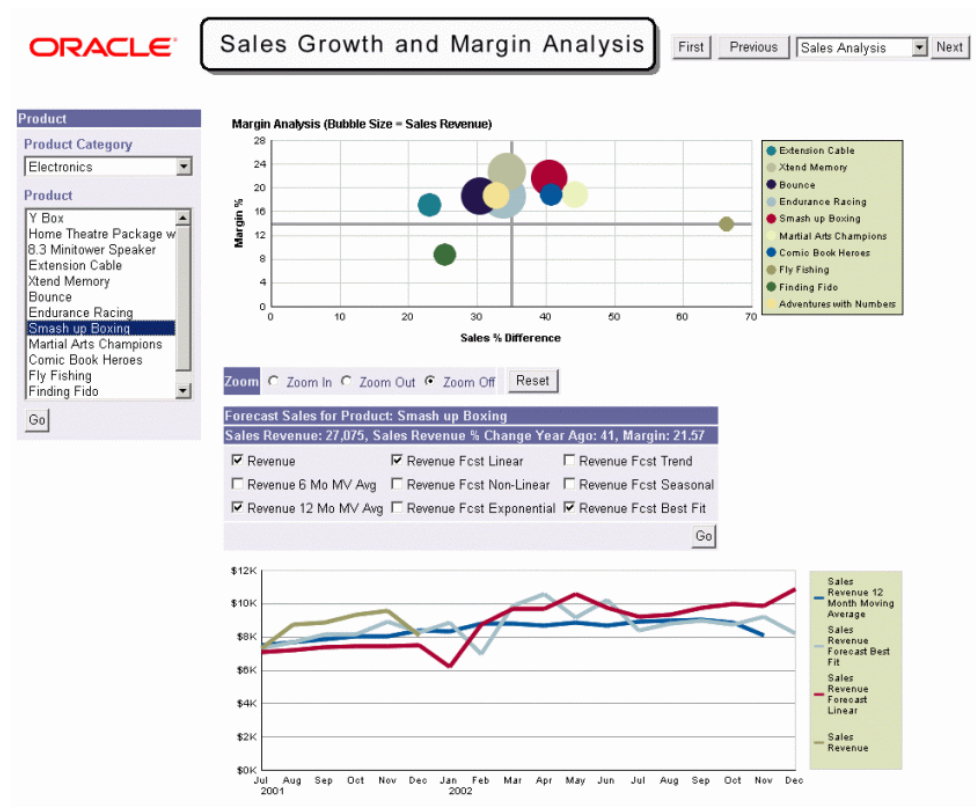 ORACLE
Sales Growth and Margin Analysis
First Previous Sales Analysis Next
Product
Product Category
Electronics
Product
Y Box
Home Theatre Package w
8.3 Minitower Speaker
Extension Cable
Xtend Memory
Bounce
Endurance Racing
Smash up Boxing
Martial Arts Champions
Comic Book Heroes
Fly Fishing
Finding Fido
Go
Margin Analysis (Bubble Size = Sales Revenue)
Margin %
28
24
20
16
12
8
4
0
0 10 20 30 40 50 60 70
Sales % Difference
Extension Cable
Xtend Memory
Bounce
Endurance Racing
Smash up Boxing
Martial Arts Champions
Comic Book Heroes
Fly Fishing
Finding Fido
Adventures with Numbers
Zoom Zoom In Zoom Out Zoom Off Reset
Forecast Sales for Product: Smash up Boxing
Sales Revenue: 27,075, Sales Revenue % Change Year Ago: 41, Margin: 21.57
Revenue Revenue Fcst Linear Revenue Fcst Trend
Revenue 6 Mo MV Avg Revenue Fcst Non-Linear Revenue Fcst Seasonal
Revenue 12 Mo MV Avg Revenue Fcst Exponential Revenue Fcst Best Fit
Go
$12K
$10K
$8K
$6K
$4K
$2K
$0K
Jul Aug Sep Oct Nov Dec Jan Feb Mar Apr May Jun Jul Aug Sep Oct Nov Dec
2001 2002
Sales
Revenue 12
Month Moving
Average
Sales
Revenue
Forecast Best
Fit
Sales
Revenue
Forecast
Linear
Sales
Revenue